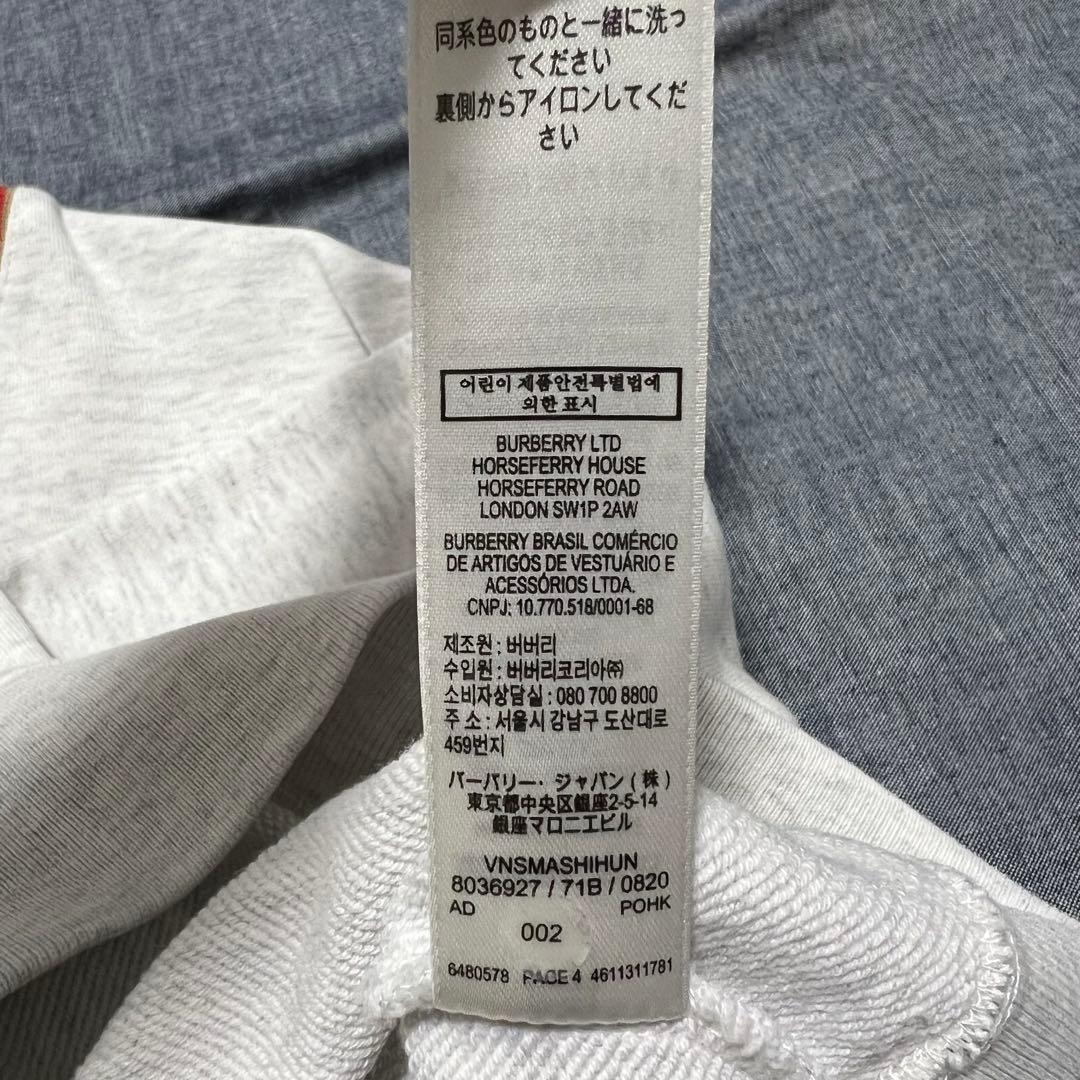 同系色のものと一緒に洗っ
てください
裏側からアイロンしてくだ
さい
어린이 제품안전특별법에
의한 표시
BURBERRY LTD
HORSEFERRY HOUSE
HORSEFERRY ROAD
LONDON SW1P 2AW
BURBERRY BRASIL COMÉRCIO
DE ARTIGOS DE VESTUÁRIO E
ACESSÓRIOS LTDA.
CNPJ: 10.770.518/0001-68
제조원 : 버버리
수입원 : 버버리코리아㈜
소비자상담실 : 080 700 8800
주 소 : 서울시 강남구 도산대로
459번지
バーバリー・ジャパン (株)
東京都中央区銀座2-5-14
銀座マロニエビル
VNSMASHIHUN
8036927 / 71B / 0820
AD POHK
002
6480578 PAGE 4 4611311781